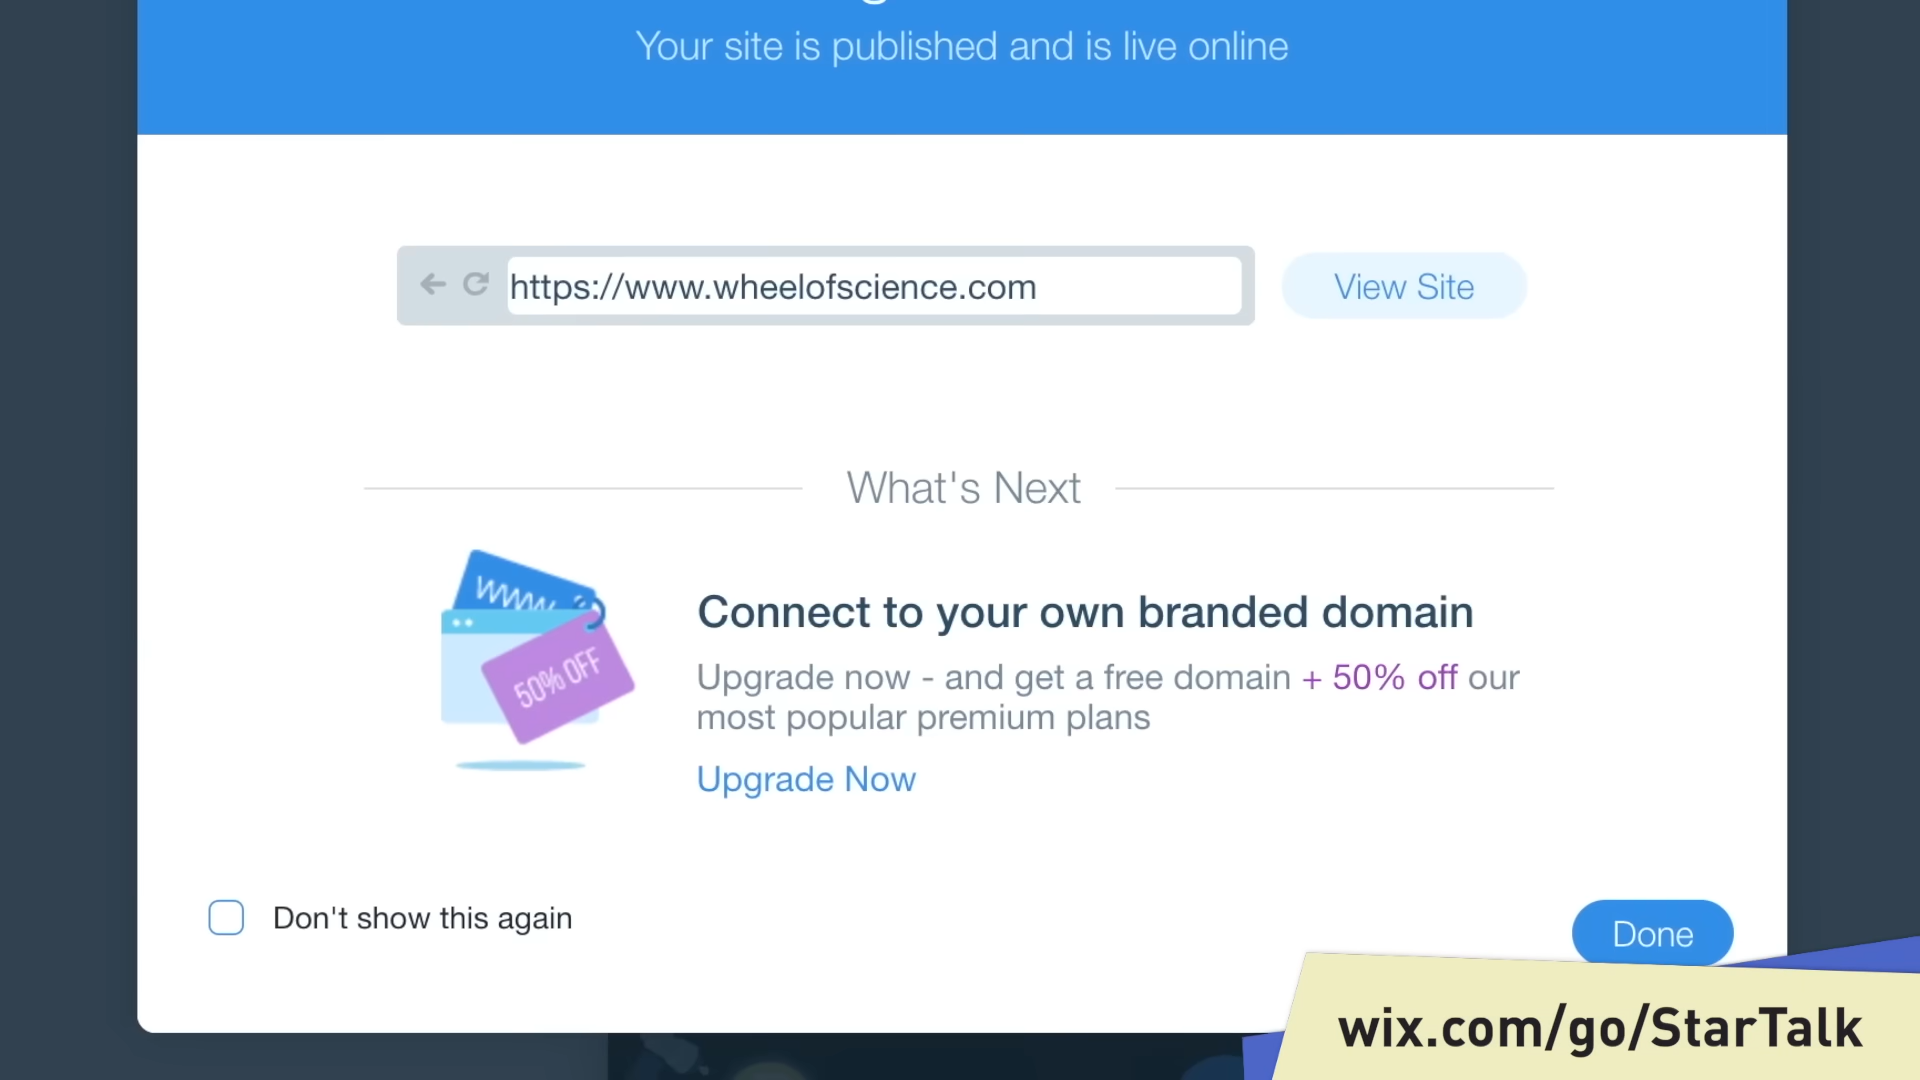 Your site is published and is live online
https://www.wheelofscience.com
View Site
What's Next
www.
50% OFF
Connect to your own branded domain
Upgrade now - and get a free domain + 50% off our
most popular premium plans
Upgrade Now
Don't show this again
Done
wix.com/go/StarTalk